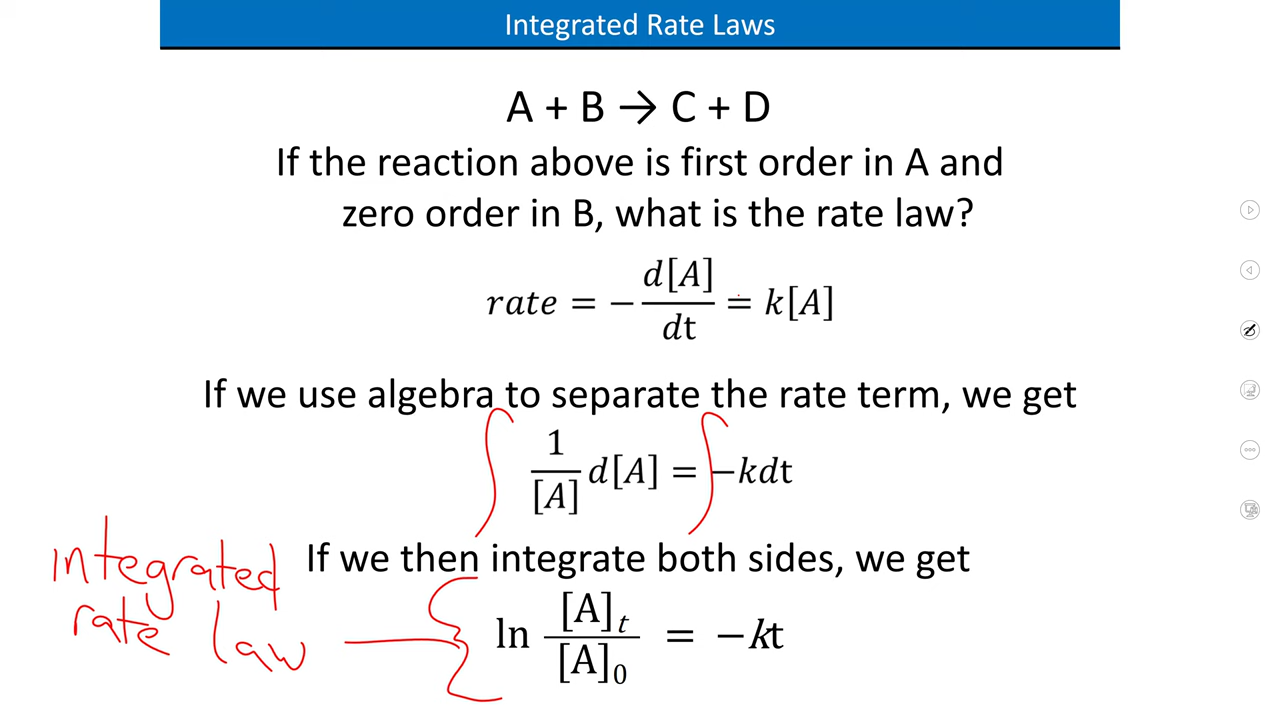 Integrated Rate Laws
A + B → C + D
If the reaction above is first order in A and
zero order in B, what is the rate law?
rate = − d[A]/dt = k[A]
If we use algebra to separate the rate term, we get
∫ 1/[A] d[A] = ∫ −kdt
If we then integrate both sides, we get
integrated
rate law
ln [A]t/[A]0 = −kt